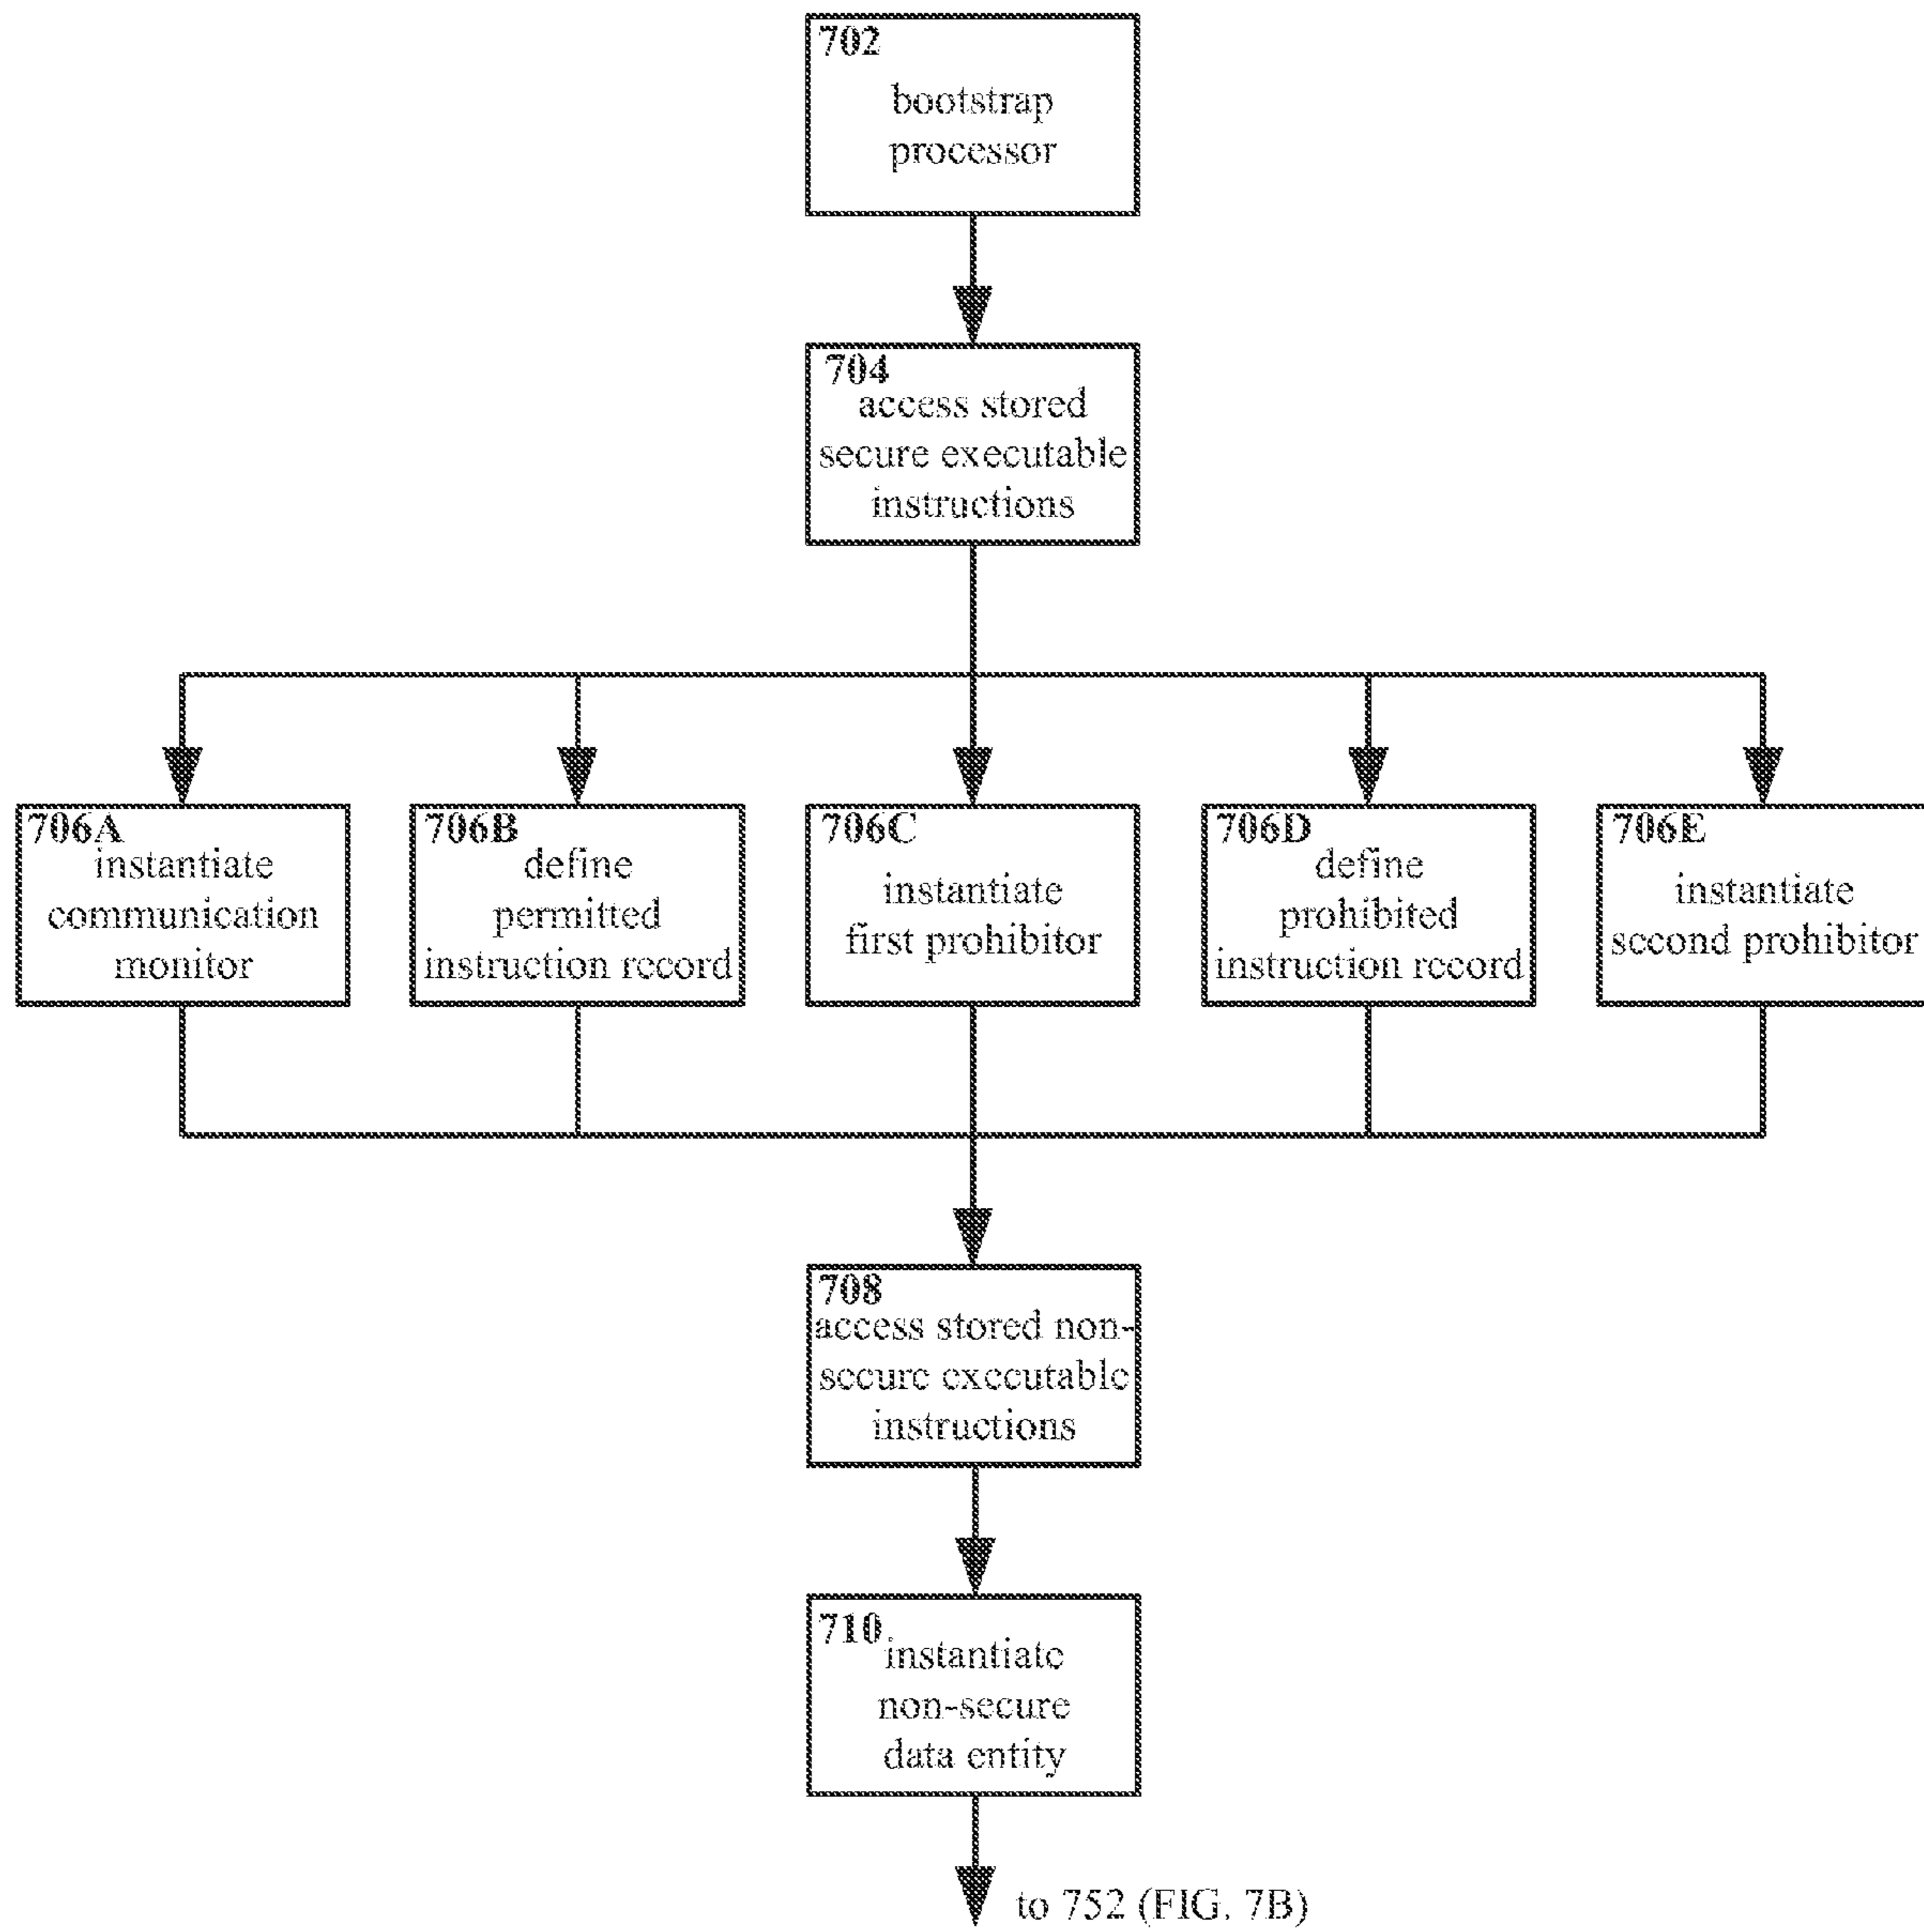 702
bootstrap
processor
704
access stored
secure executable
instructions
706A
instantiate
communication
monitor
706B
define
permitted
instruction record
706C
instantiate
first prohibitor
706D
define
prohibited
instruction record
706E
instantiate
second prohibitor
708
access stored non-
secure executable
instructions
710
instantiate
non-secure
data entity
to 752 (FIG. 7B)